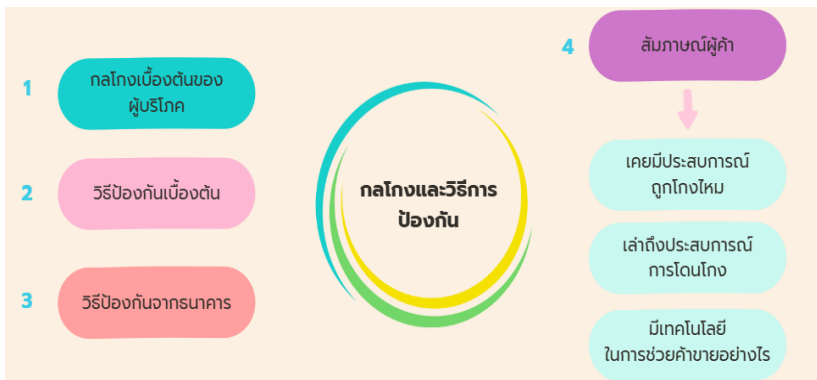 1
กลโกงเบื้องต้นของ
ผู้บริโภค
2
วิธีป้องกันเบื้องต้น
3
วิธีป้องกันจากธนาคาร
กลโกงและวิธีการ
ป้องกัน
4
สัมภาษณ์ผู้ค้า
เคยมีประสบการณ์
ถูกโกงไหม
เล่าถึงประสบการณ์
การโดนโกง
มีเทคโนโลยี
ในการช่วยค้าขายอย่างไร